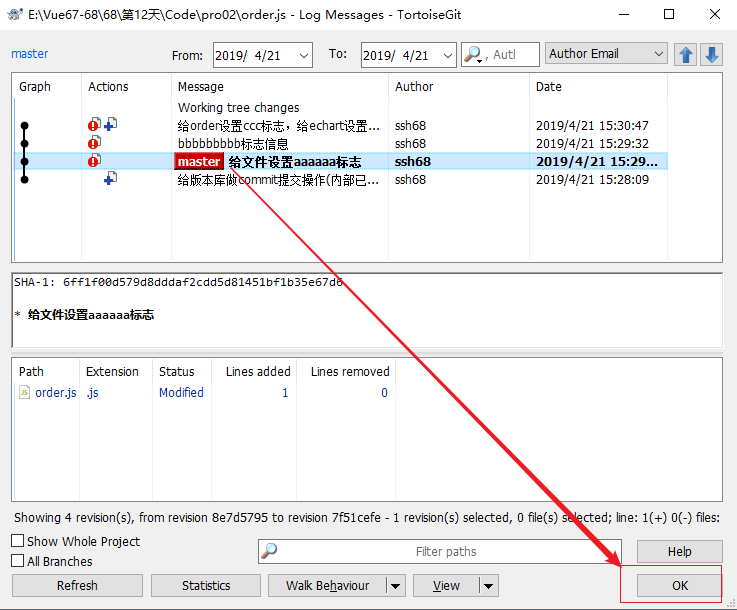 E:\Vue67-68\68\第12天\Code\pro02\order.js - Log Messages - TortoiseGit
master From: 2019/ 4/21 To: 2019/ 4/21 , Autl Author Email
Graph Actions Message Author Date
Working tree changes
给order设置ccc标志，给echart设置... ssh68 2019/4/21 15:30:47
bbbbbbbbb标志信息 ssh68 2019/4/21 15:29:32
master 给文件设置aaaaaa标志 ssh68 2019/4/21 15:29...
给版本库做commit提交操作(内部已... ssh68 2019/4/21 15:28:09
SHA-1: 6ff1f00d579d8dddaf2cdd5d81451bf1b35e67d6
* 给文件设置aaaaaa标志
Path Extension Status Lines added Lines removed
JS order.js .js Modified 1 0
Showing 4 revision(s), from revision 8e7d5795 to revision 7f51cefe - 1 revision(s) selected, 0 file(s) selected; line: 1(+) 0(-) files:
Show Whole Project
All Branches
Filter paths
Help
Refresh Statistics Walk Behaviour View OK